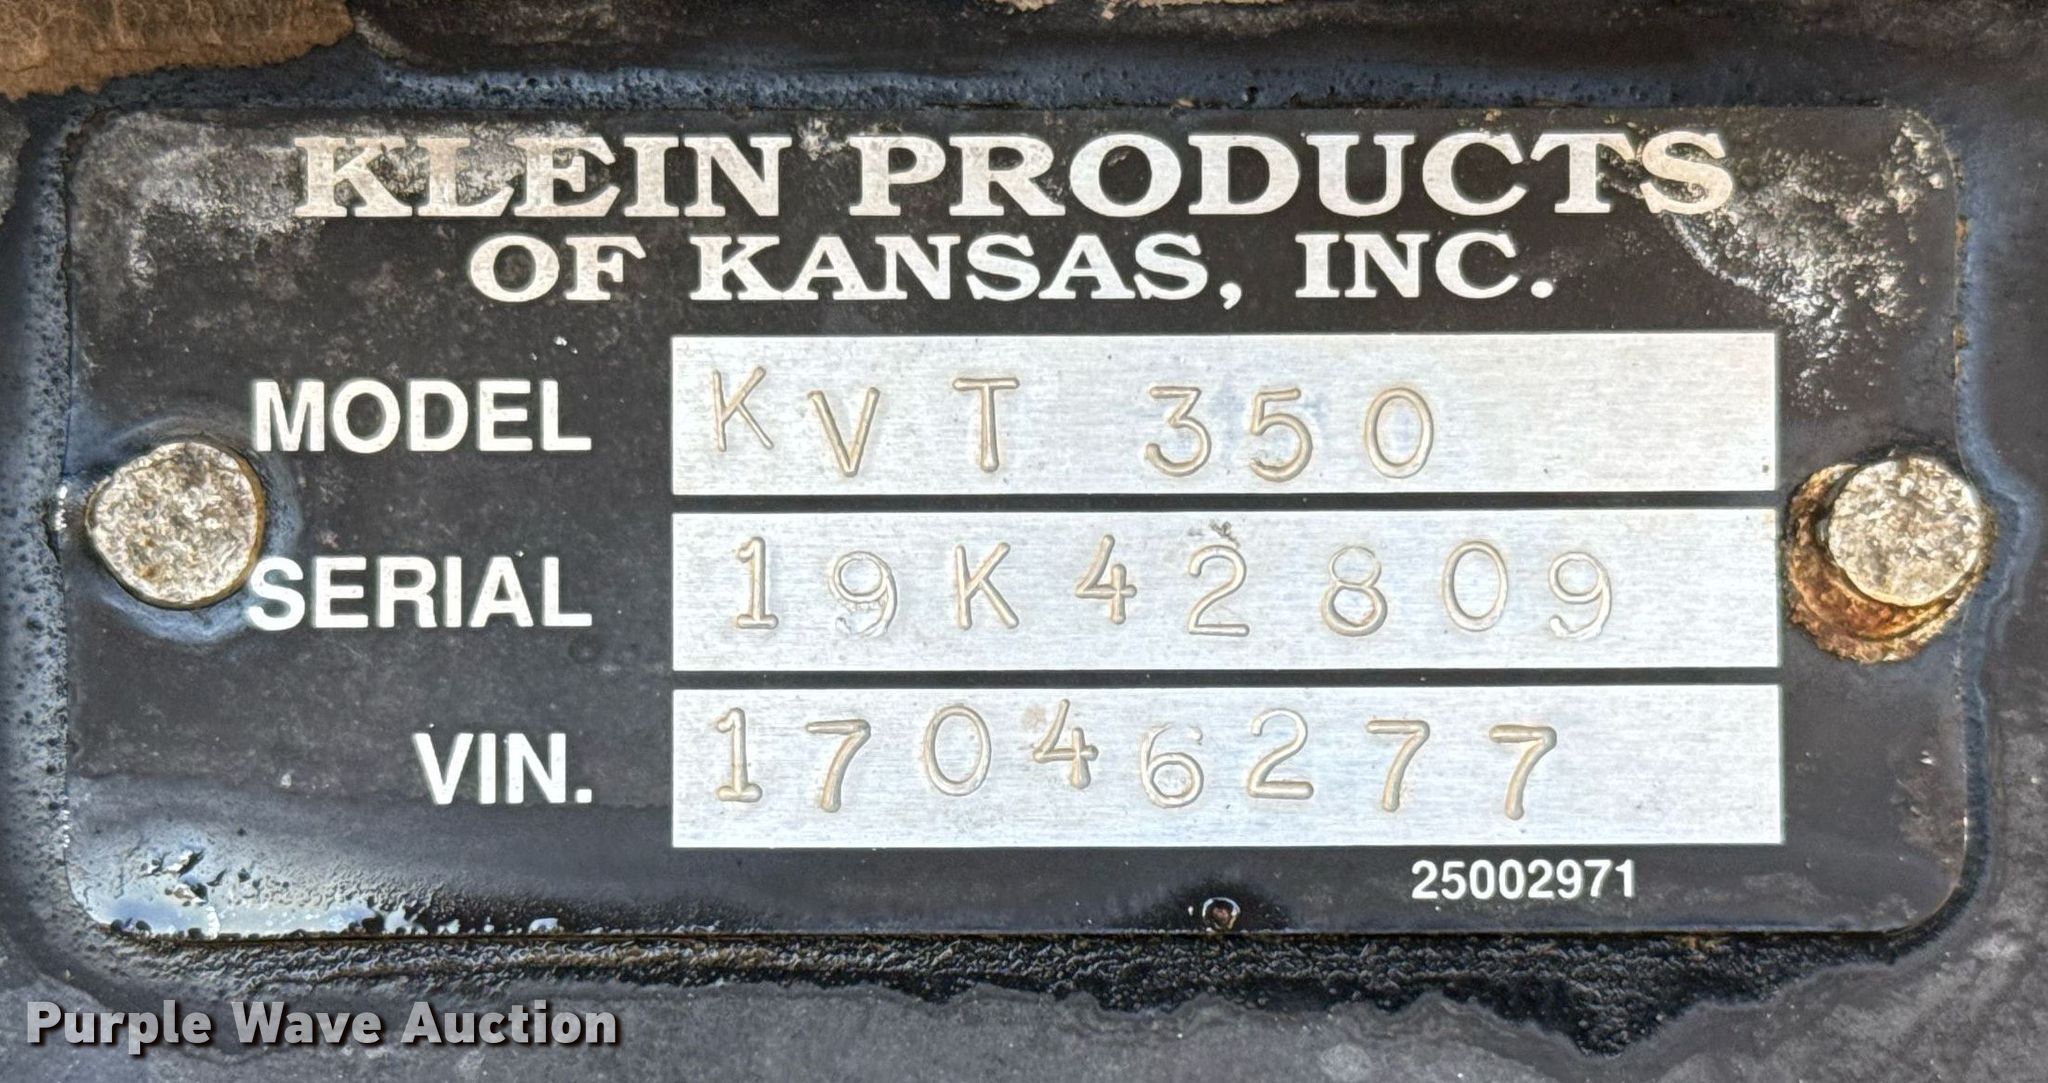 KLEIN PRODUCTS
OF KANSAS, INC.
MODEL KVT 350
SERIAL 19K42809
VIN. 17046277
25002971
Purple Wave Auction